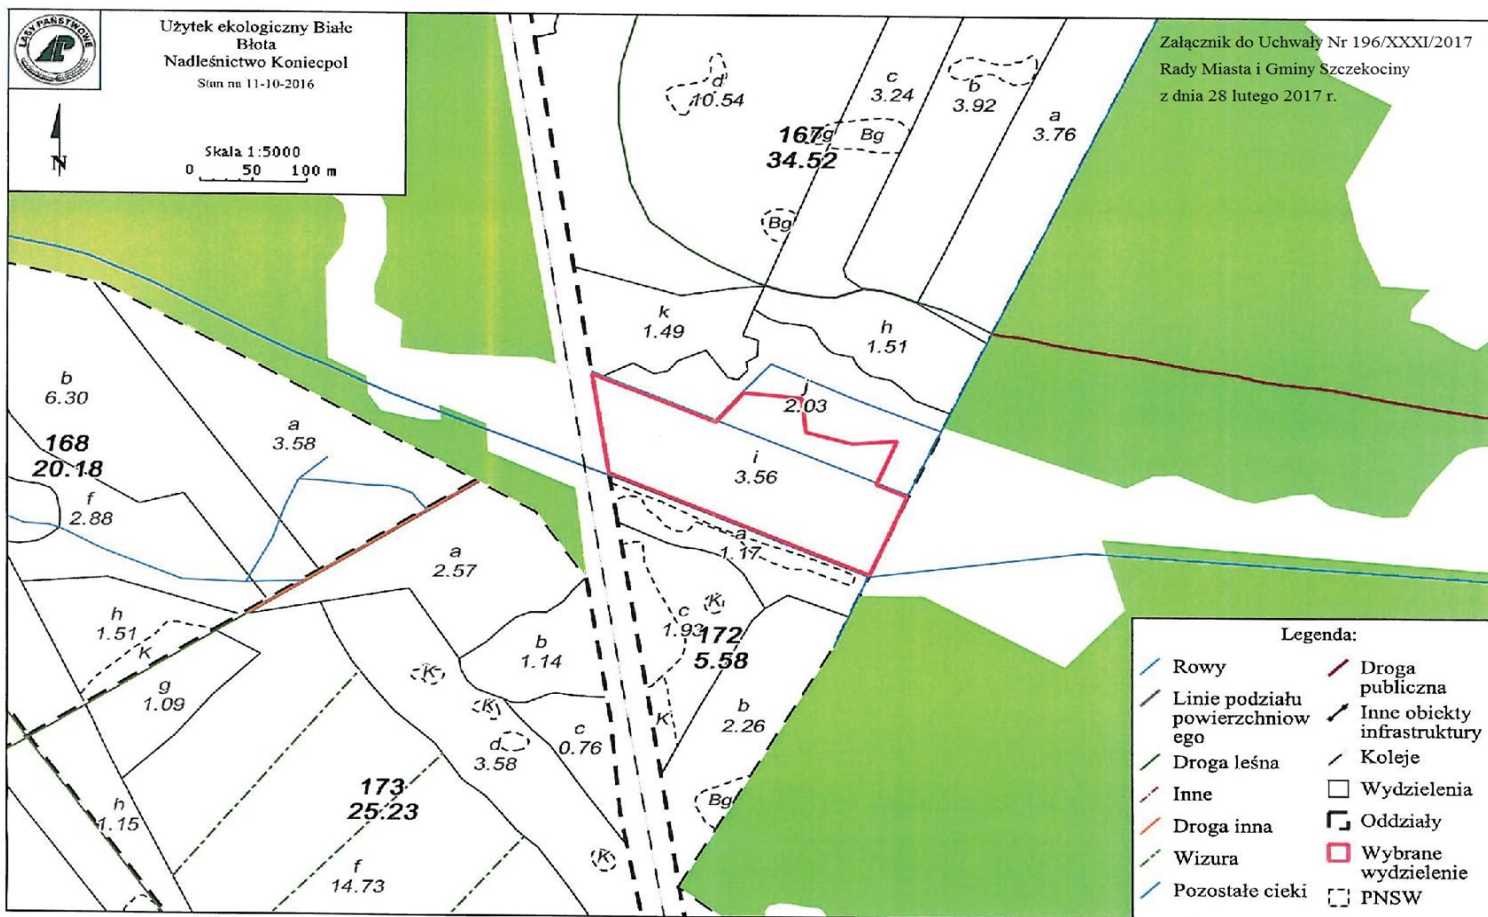 LASY PAŃSTWOWE
Użytek ekologiczny Białe
Błota
Nadleśnictwo Koniecpol
Stan na 11-10-2016
N
Skala 1:5000
0 50 100 m
Załącznik do Uchwały Nr 196/XXXI/2017
Rady Miasta i Gminy Szczekociny
z dnia 28 lutego 2017 r.
d
10.54
c
3.24
b
3.92
a
3.76
167
34.52
Bg
Bg
k
1.49
h
1.51
j
2.03
i
3.56
b
6.30
168
20.18
a
3.58
f
2.88
a
2.57
a
1.17
h
1.51
K
g
1.09
b
1.14
c
1.93
K
172
5.58
K
K
K
d
3.58
c
0.76
b
2.26
Bg
173
25.23
h
1.15
f
14.73
K
Legenda:
Rowy
Linie podziału
powierzchniow
ego
Droga leśna
Inne
Droga inna
Wizura
Pozostałe cieki
Droga
publiczna
Inne obiekty
infrastruktury
Koleje
Wydzielenia
Oddziały
Wybrane
wydzielenie
PNSW